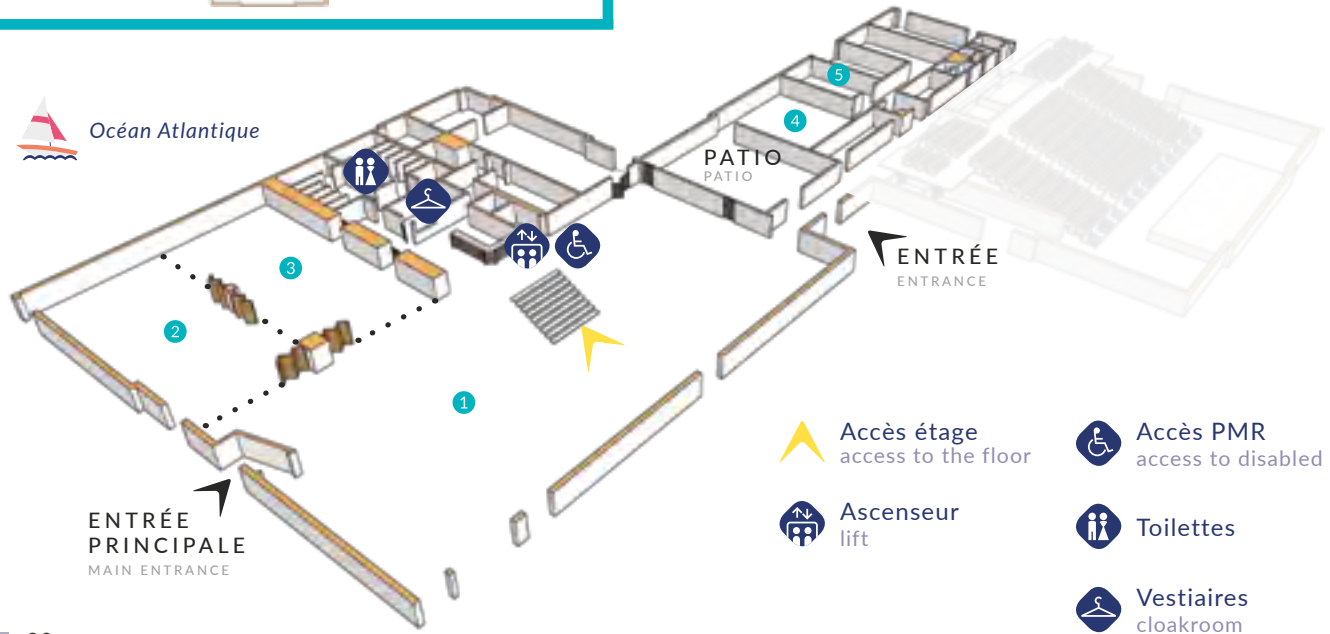 Océan Atlantique
5
4
PATIO
PATIO
ENTRÉE
ENTRANCE
3
2
1
ENTRÉE
PRINCIPALE
MAIN ENTRANCE
Accès étage
access to the floor
Ascenseur
lift
Accès PMR
access to disabled
Toilettes
Vestiaires
cloakroom